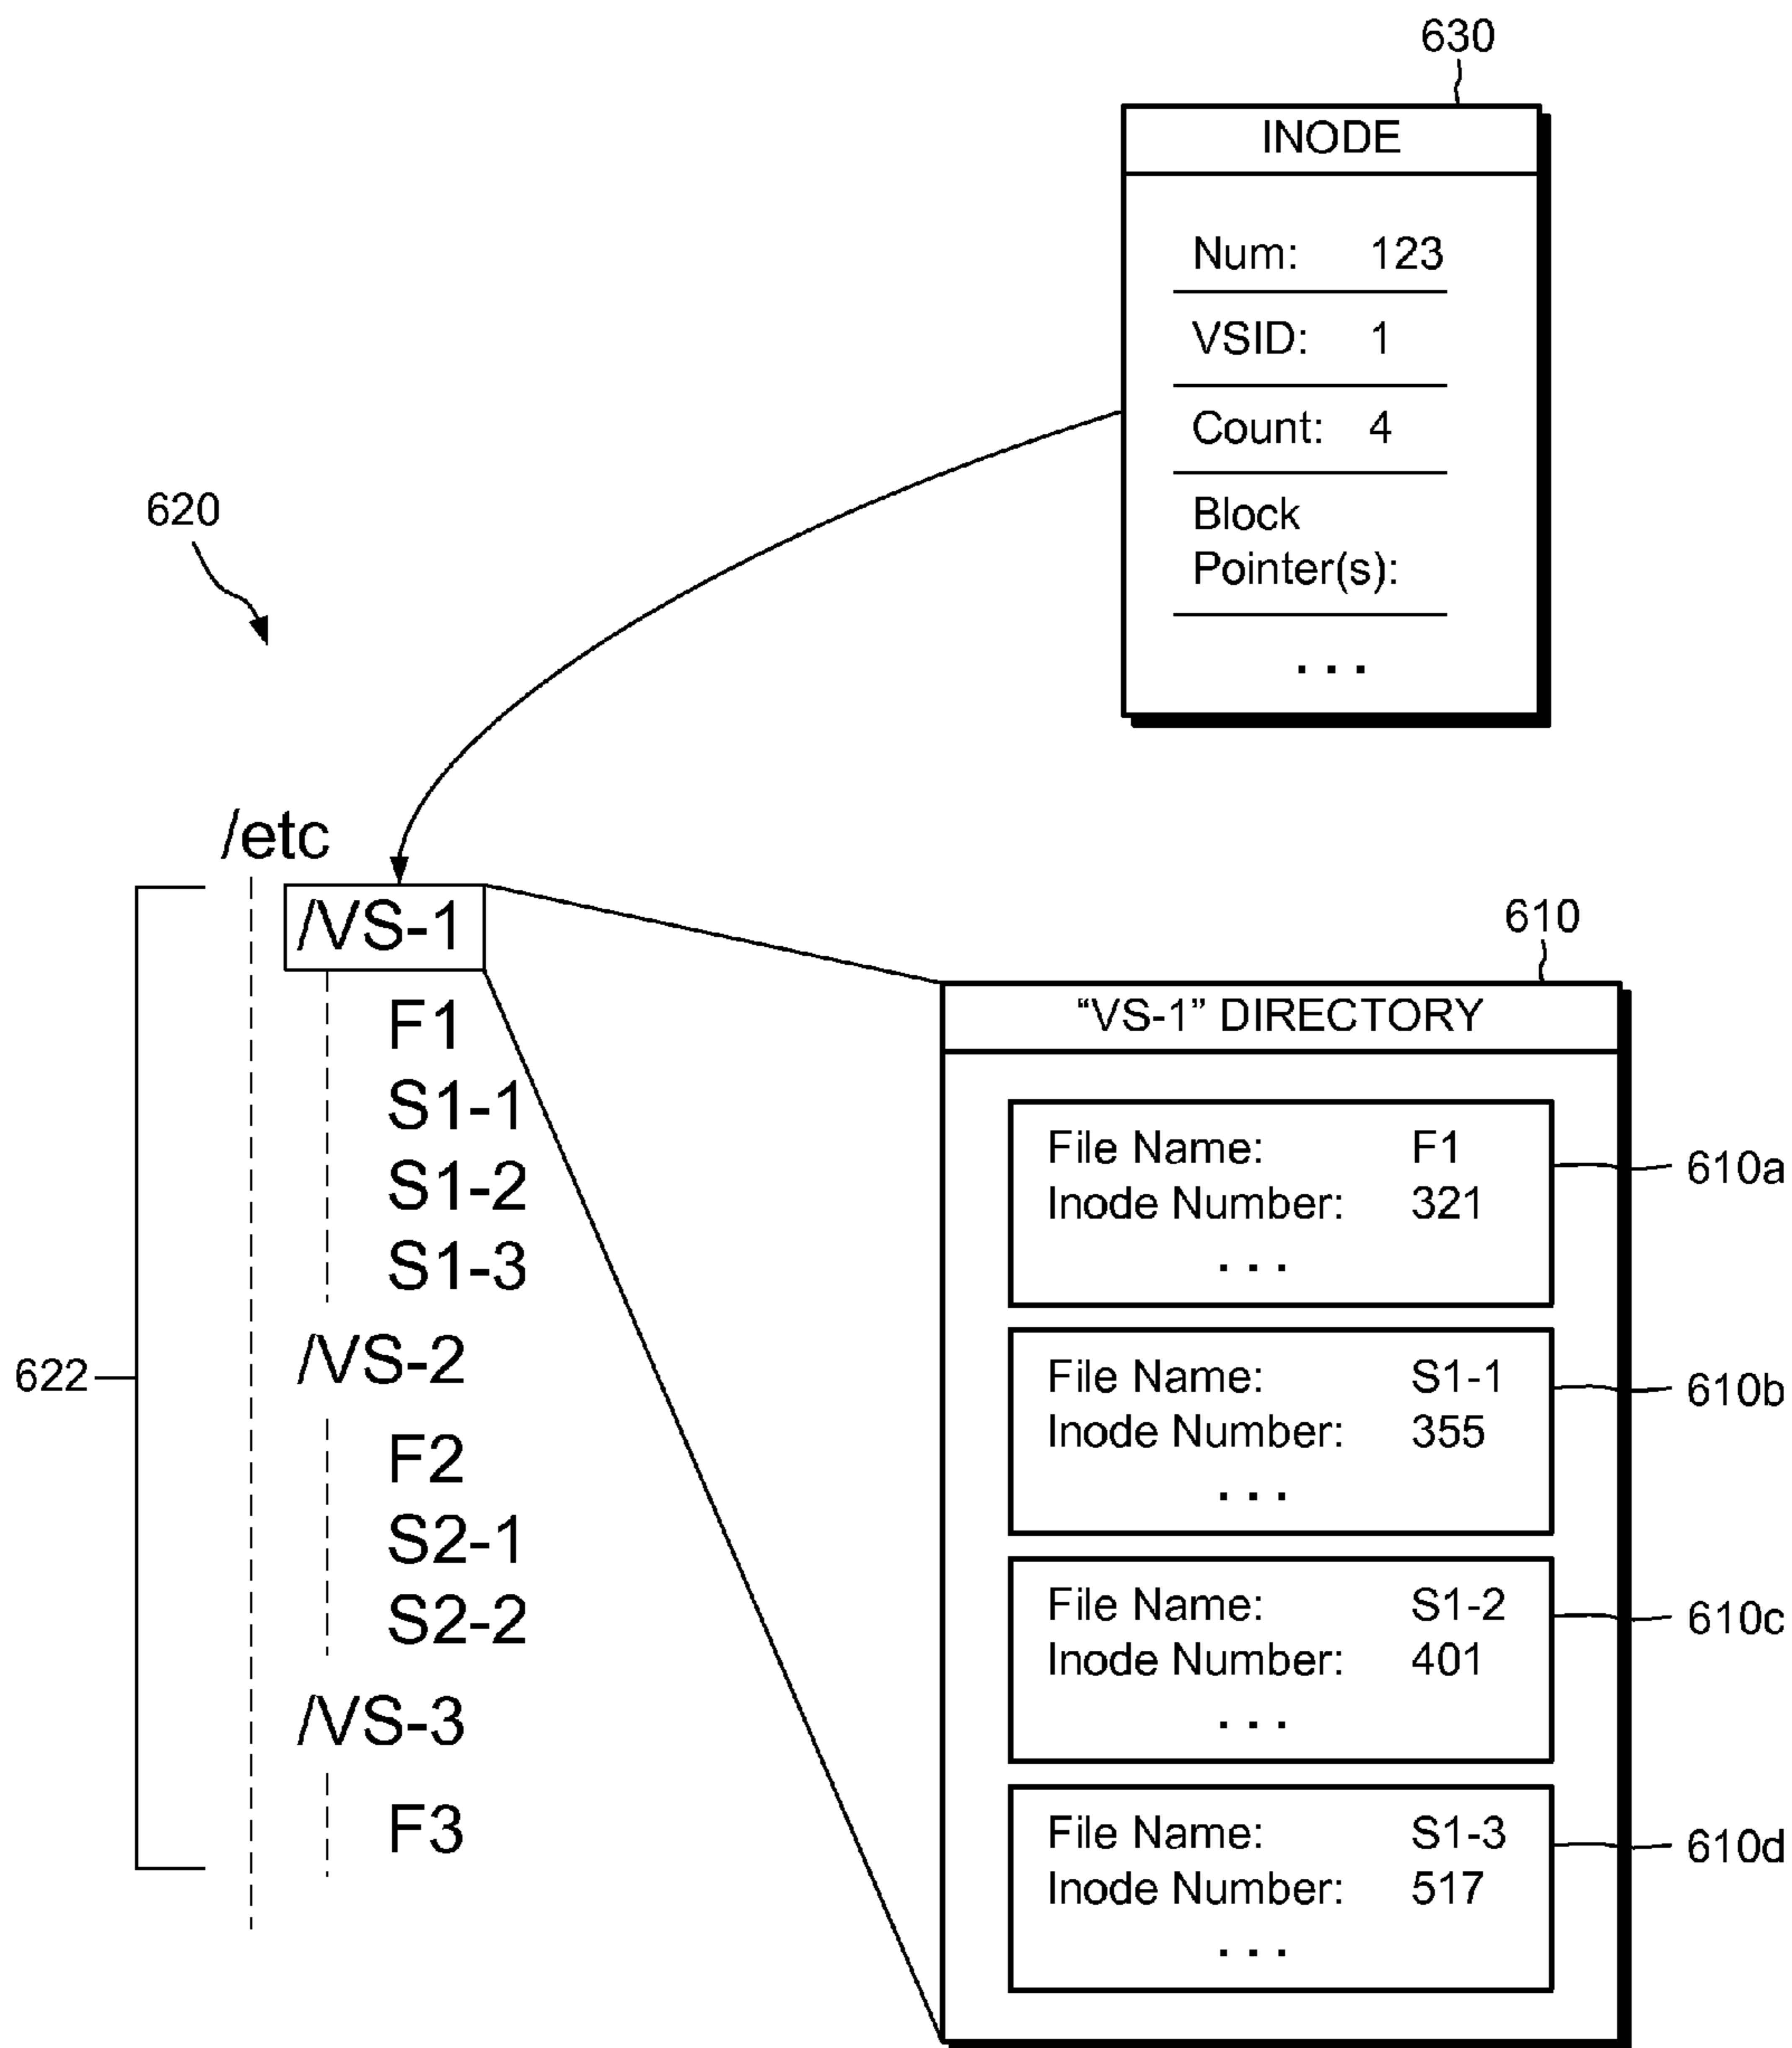 630
INODE
Num: 123
VSID: 1
Count: 4
Block
Pointer(s):
. . .
620
/etc
/VS-1
F1
S1-1
S1-2
S1-3
/VS-2
F2
S2-1
S2-2
/VS-3
F3
622
610
“VS-1” DIRECTORY
File Name: F1
Inode Number: 321
. . .
610a
File Name: S1-1
Inode Number: 355
. . .
610b
File Name: S1-2
Inode Number: 401
. . .
610c
File Name: S1-3
Inode Number: 517
. . .
610d